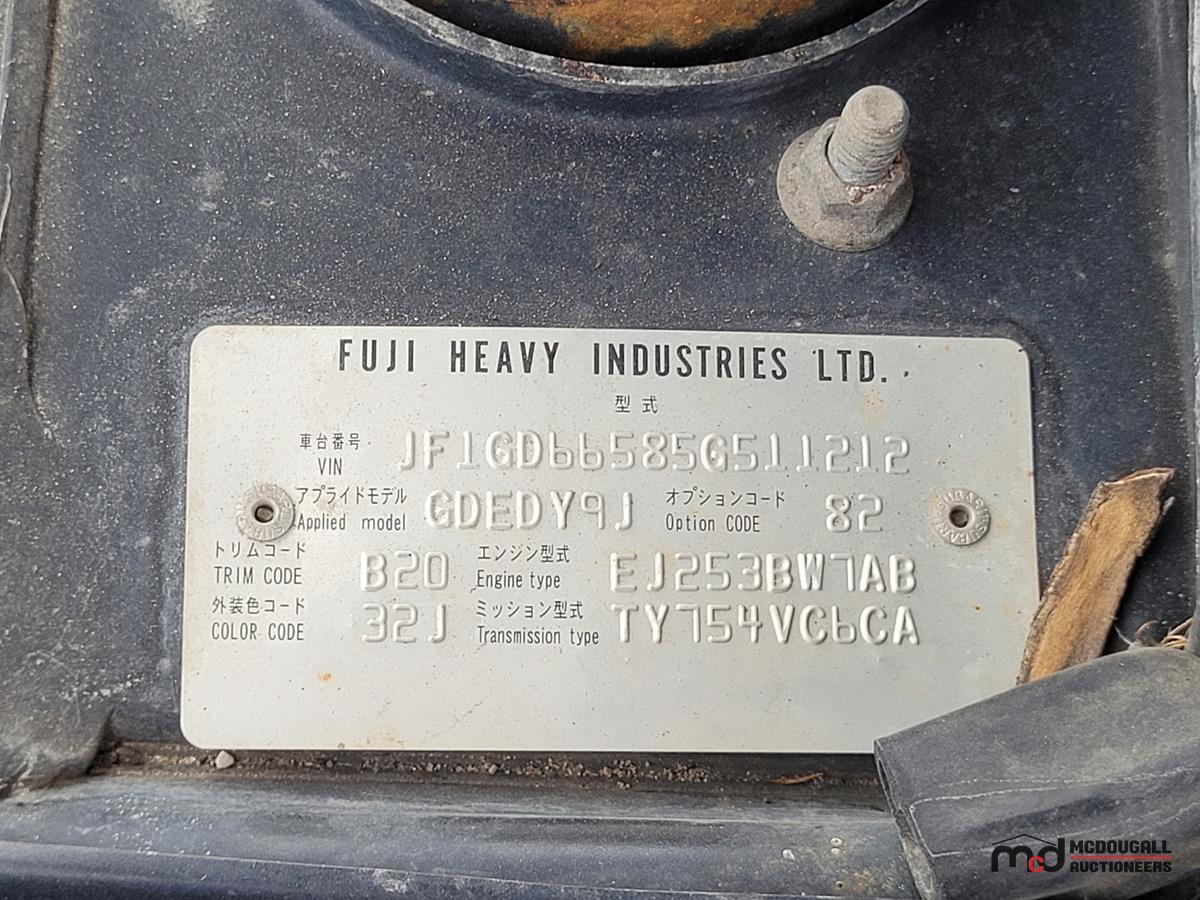 FUJI HEAVY INDUSTRIES LTD.
型式
車台番号
VIN JF1GD66585G511212
アプライドモデル オプションコード
Applied model GDEDY9J Option CODE 82
トリムコード エンジン型式
TRIM CODE B20 Engine type EJ253BW7AB
外装色コード ミッション型式
COLOR CODE 32J Transmission type TY754VC6CA
mcd MCDOUGALL
AUCTIONEERS